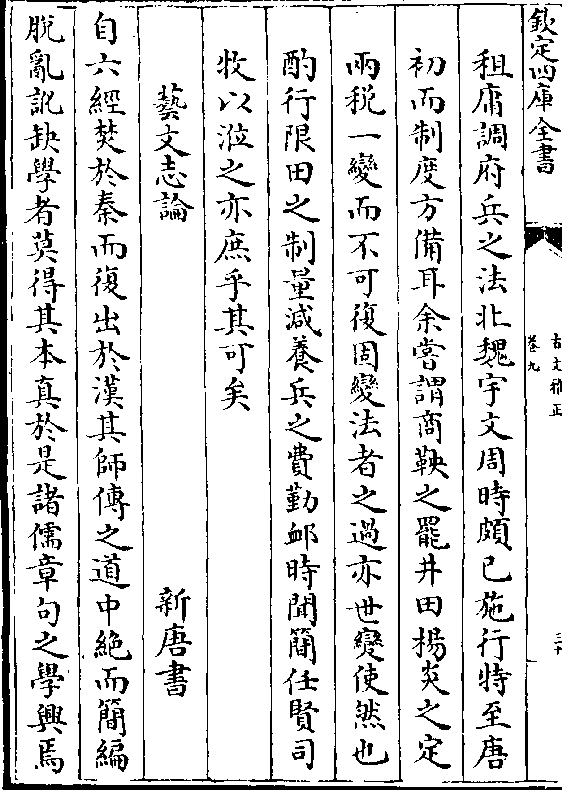 欽定四庫全書
古文雅正
卷九
三十
租庸調府兵之法北魏宇文周時頗已施行特至唐
初而制度方備耳余嘗謂商鞅之罷井田楊炎之定
兩税一變而不可復固變法者之過亦世變使然也
酌行限田之制量減養兵之費勤䘏時聞簡任賢司
牧以涖之亦庶乎其可矣
藝文志論
新唐書
自六經焚於秦而復出於漢其師傳之道中絶而簡編
脱亂訛缺學者莫得其本真於是諸儒章句之學興焉